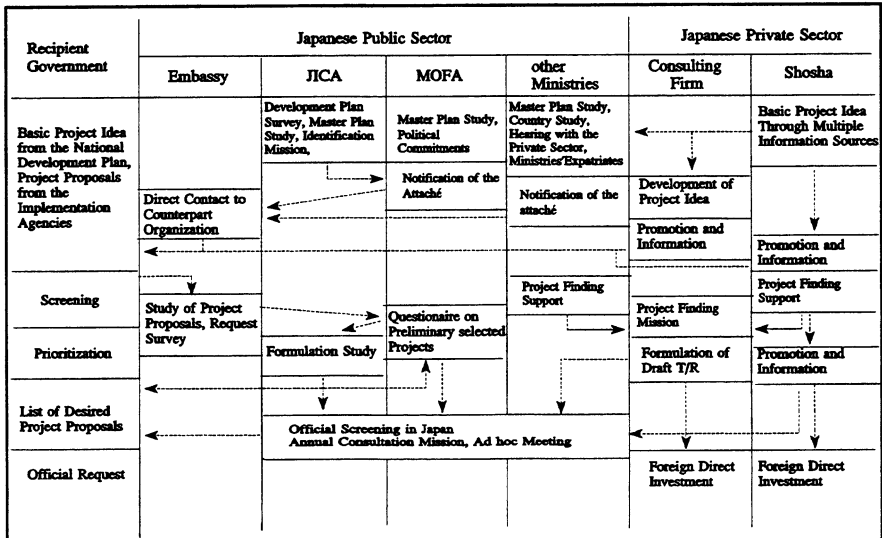 Recipient
Government
Japanese Public Sector
Japanese Private Sector
Embassy
JICA
MOFA
other
Ministries
Consulting
Firm
Shosha
Basic Project Idea
from the National
Development Plan,
Project Proposals
from the
Implementation
Agencies
Development Plan
Survey, Master Plan
Study, Identification
Mission,
Master Plan Study,
Political
Commitments
Master Plan Study,
Country Study,
Hearing with the
Private Sector,
Ministries'Expatriates
Basic Project Idea
Through Multiple
Information Sources
Direct Contact to
Counterpart
Organization
Notification of the
Attaché
Notification of the
attaché
Development of
Project Idea
Promotion and
Information
Promotion and
Information
Screening
Study of Project
Proposals, Request
Survey
Questionaire on
Preliminary selected
Projects
Project Finding
Support
Project Finding
Mission
Project Finding
Support
Prioritization
Formulation Study
Formulation of
Draft T/R
Promotion and
Information
List of Desired
Project Proposals
Official Screening in Japan
Annual Consultation Mission, Ad hoc Meeting
Official Request
Foreign Direct
Investment
Foreign Direct
Investment